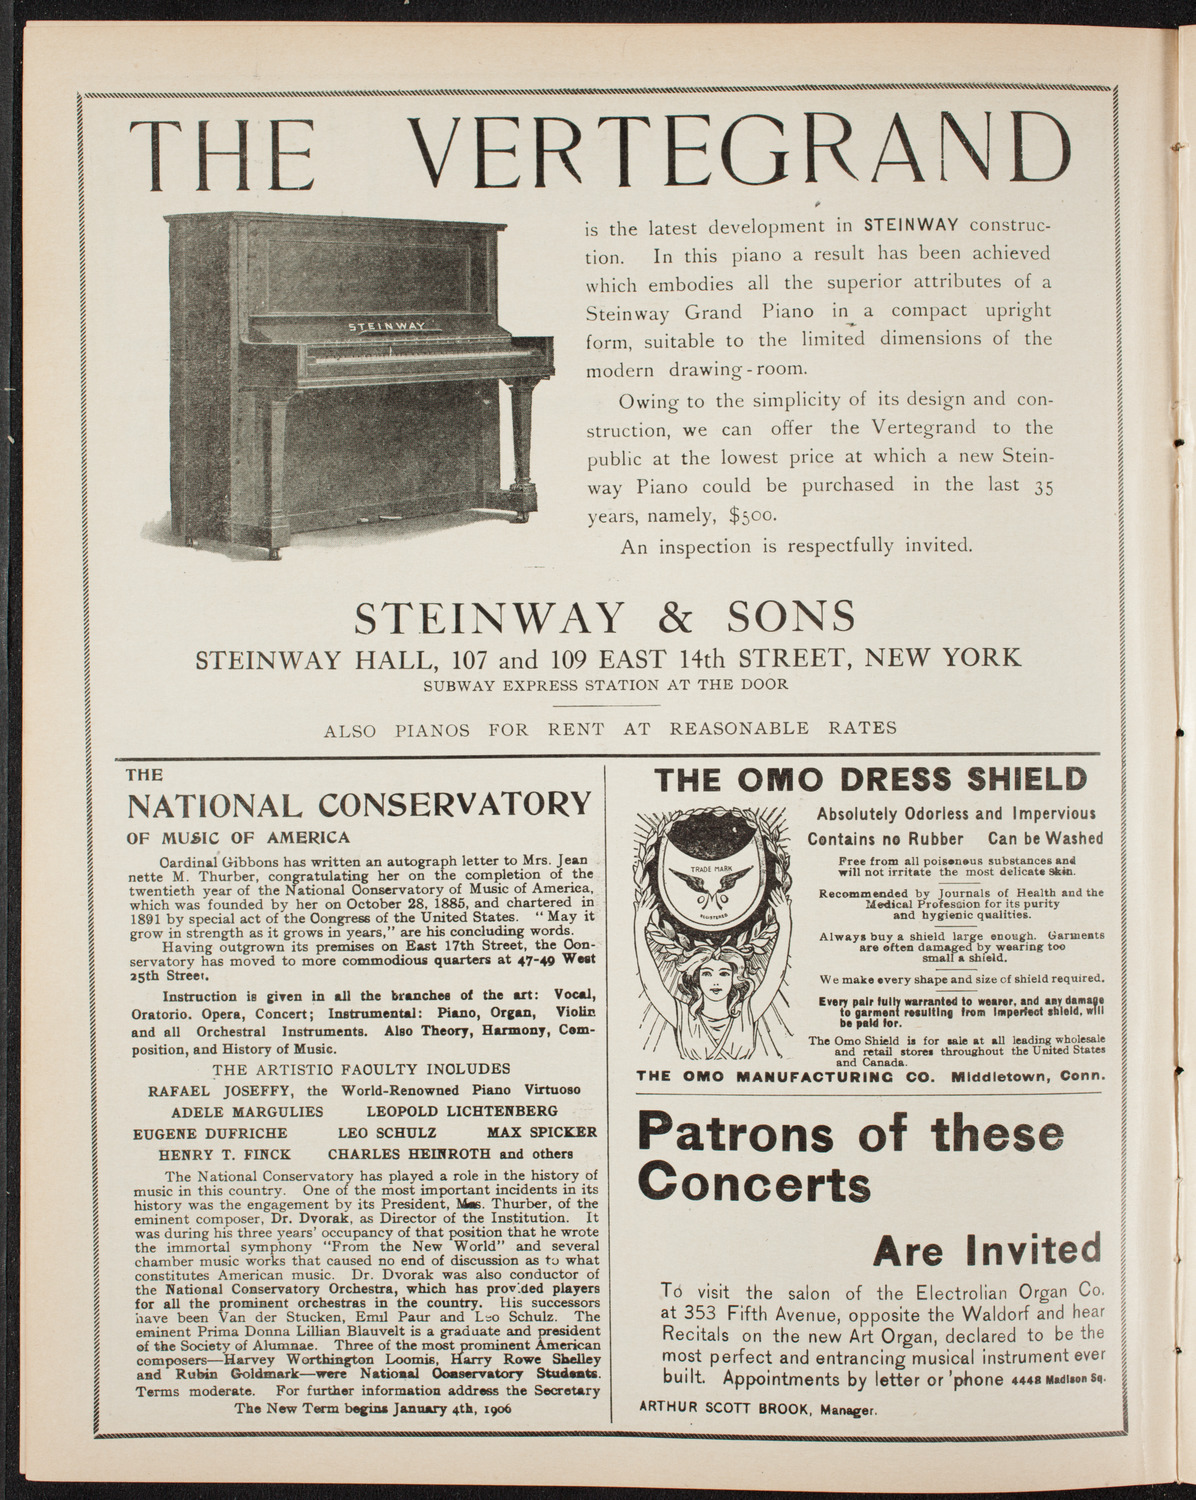 THE VERTEGRAND
STEINWAY
is the latest development in STEINWAY construc-
tion. In this piano a result has been achieved
which embodies all the superior attributes of a
Steinway Grand Piano in a compact upright
form, suitable to the limited dimensions of the
modern drawing-room.
Owing to the simplicity of its design and con-
struction, we can offer the Vertegrand to the
public at the lowest price at which a new Stein-
way Piano could be purchased in the last 35
years, namely, $500.
An inspection is respectfully invited.
STEINWAY & SONS
STEINWAY HALL, 107 and 109 EAST 14th STREET, NEW YORK
SUBWAY EXPRESS STATION AT THE DOOR
ALSO PIANOS FOR RENT AT REASONABLE RATES
THE
NATIONAL CONSERVATORY
OF MUSIC OF AMERICA
Cardinal Gibbons has written an autograph letter to Mrs. Jean
nette M. Thurber, congratulating her on the completion of the
twentieth year of the National Conservatory of Music of America,
which was founded by her on October 28, 1885, and chartered in
1891 by special act of the Congress of the United States. "May it
grow in strength as it grows in years," are his concluding words.
Having outgrown its premises on East 17th Street, the Con-
servatory has moved to more commodious quarters at 47-49 West
25th Street.
Instruction is given in all the branches of the art: Vocal,
Oratorio, Opera, Concert; Instrumental: Piano, Organ, Violin
and all Orchestral Instruments. Also Theory, Harmony, Com-
position, and History of Music.
THE ARTISTIC FACULTY INCLUDES
RAFAEL JOSEFFY, the World-Renowned Piano Virtuoso
ADELE MARGULIES LEOPOLD LICHTENBERG
EUGENE DUFRICHE LEO SCHULZ MAX SPICKER
HENRY T. FINCK CHARLES HEINROTH and others
The National Conservatory has played a role in the history of
music in this country. One of the most important incidents in its
history was the engagement by its President, Mrs. Thurber, of the
eminent composer, Dr. Dvorak, as Director of the Institution. It
was during his three years' occupancy of that position that he wrote
the immortal symphony "From the New World" and several
chamber music works that caused no end of discussion as to what
constitutes American music. Dr. Dvorak was also conductor of
the National Conservatory Orchestra, which has provided players
for all the prominent orchestras in the country. His successors
have been Van der Stucken, Emil Paur and Leo Schulz. The
eminent Prima Donna Lillian Blauvelt is a graduate and president
of the Society of Alumnae. Three of the most prominent American
composers—Harvey Worthington Loomis, Harry Rowe Shelley
and Rubin Goldmark—were National Conservatory Students.
Terms moderate. For further information address the Secretary
The New Term begins January 4th, 1906
THE OMO DRESS SHIELD
TRADE MARK
OMO
REGISTERED
Absolutely Odorless and Impervious
Contains no Rubber Can be Washed
Free from all poisonous substances and
will not irritate the most delicate skin.
Recommended by Journals of Health and the
Medical Profession for its purity
and hygienic qualities.
Always buy a shield large enough. Garments
are often damaged by wearing too
small a shield.
We make every shape and size of shield required.
Every pair fully warranted to wearer, and any damage
to garment resulting from imperfect shield, will
be paid for.
The Omo Shield is for sale at all leading wholesale
and retail stores throughout the United States
and Canada.
THE OMO MANUFACTURING CO. Middletown, Conn.
Patrons of these
Concerts
Are Invited
To visit the salon of the Electrolian Organ Co.
at 353 Fifth Avenue, opposite the Waldorf and hear
Recitals on the new Art Organ, declared to be the
most perfect and entrancing musical instrument ever
built. Appointments by letter or 'phone 4448 Madison Sq.
ARTHUR SCOTT BROOK, Manager.